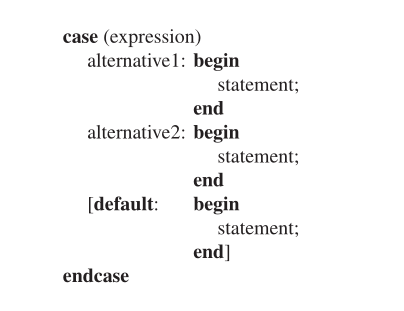 case (expression)
alternative1: begin
statement;
end
alternative2: begin
statement;
end
[default: begin
statement;
end]
endcase